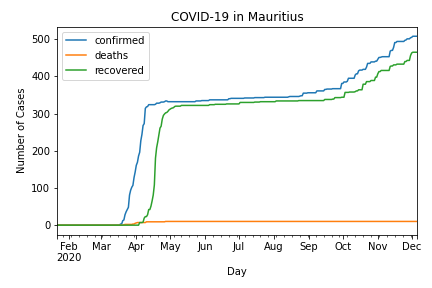 COVID-19 in Mauritius
confirmed
deaths
recovered
Number of Cases
500
400
300
200
100
0
Feb Mar Apr May Jun Jul Aug Sep Oct Nov Dec
2020
Day